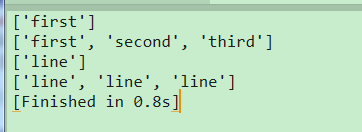 ['first']
['first', 'second', 'third']
['line']
['line', 'line', 'line']
[Finished in 0.8s]